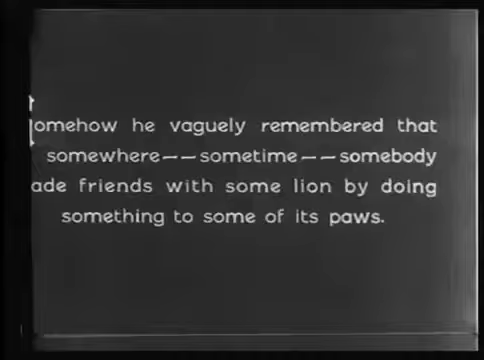 omehow he vaguely remembered that
somewhere——sometime——somebody
ade friends with some lion by doing
something to some of its paws.